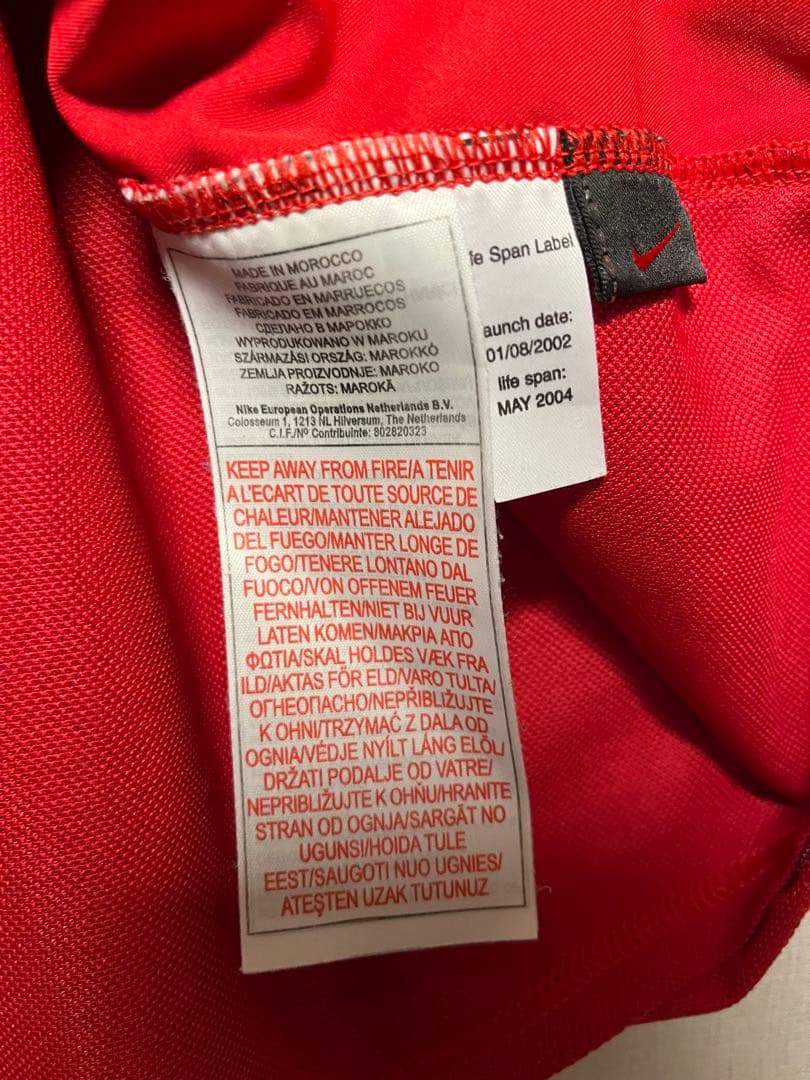 MADE IN MOROCCO
FABRIQUE AU MAROC
FABRICADO EN MARRUECOS
FABRICADO EM MARROCOS
СДЕЛАНО В МАРОККО
WYPRODUKOWANO W MAROKU
SZÁRMAZÁSI ORSZÁG: MAROKKÓ
ZEMLJA PROIZVODNJE: MAROKO
RAŽOTS: MAROKĀ
Nike European Operations Netherlands B.V.
Colosseum 1, 1213 NL Hilversum, The Netherlands
C.I.F./Nº Contribuinte: 802820323
KEEP AWAY FROM FIRE/A TENIR
A L'ECART DE TOUTE SOURCE DE
CHALEUR/MANTENER ALEJADO
DEL FUEGO/MANTER LONGE DE
FOGO/TENERE LONTANO DAL
FUOCO/VON OFFENEM FEUER
FERNHALTEN/NIET BIJ VUUR
LATEN KOMEN/ΜΑΚΡΙΑ ΑΠΟ
ΦΩΤΙΑ/SKAL HOLDES VÆK FRA
ILD/AKTAS FÖR ELD/VARO TULTA/
ОГНЕОПАСНО/NEPŘIBLIŽUJTE
K OHNI/TRZYMAĆ Z DALA OD
OGNIA/VÉDJE NYÍLT LÁNG ELŐL/
DRŽATI PODALJE OD VATRE/
NEPRIBLIŽUJTE K OHŇU/HRANITE
STRAN OD OGNJA/SARGĀT NO
UGUNSI/HOIDA TULE
EEST/SAUGOTI NUO UGNIES/
ATEŞTEN UZAK TUTUNUZ
fe Span Label
aunch date:
01/08/2002
life span:
MAY 2004